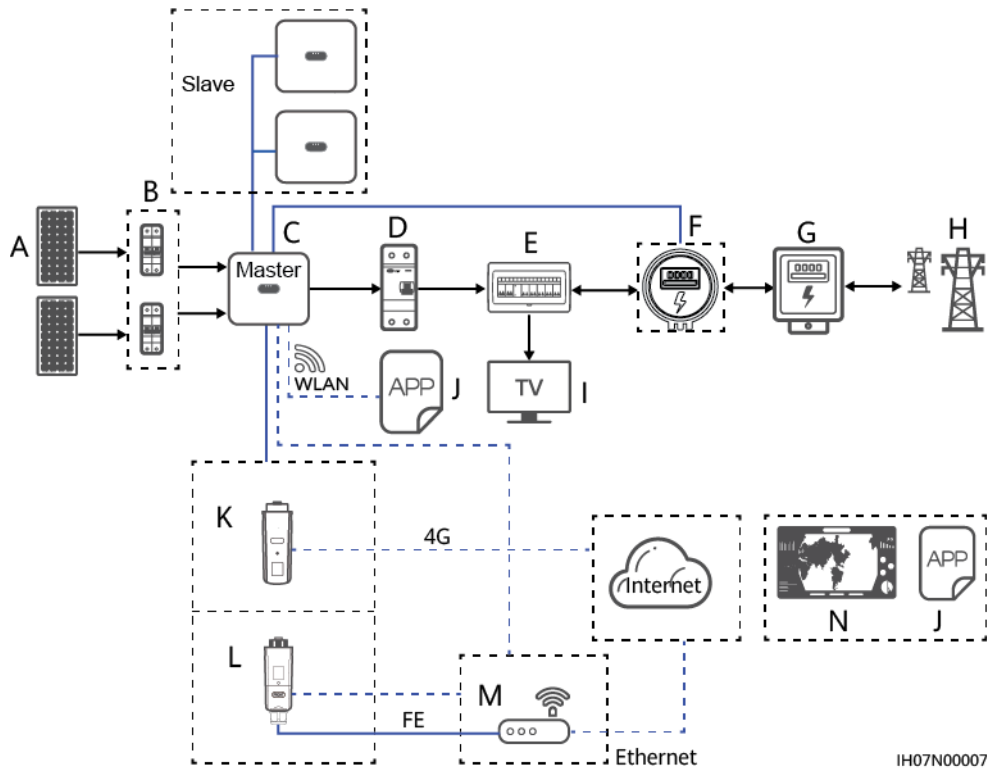 Slave
B
A
C
D
E
F
G
H
Master
WLAN
APP
J
TV
I
K
4G
Internet
APP
N
J
L
M
FE
Ethernet
IH07N00007